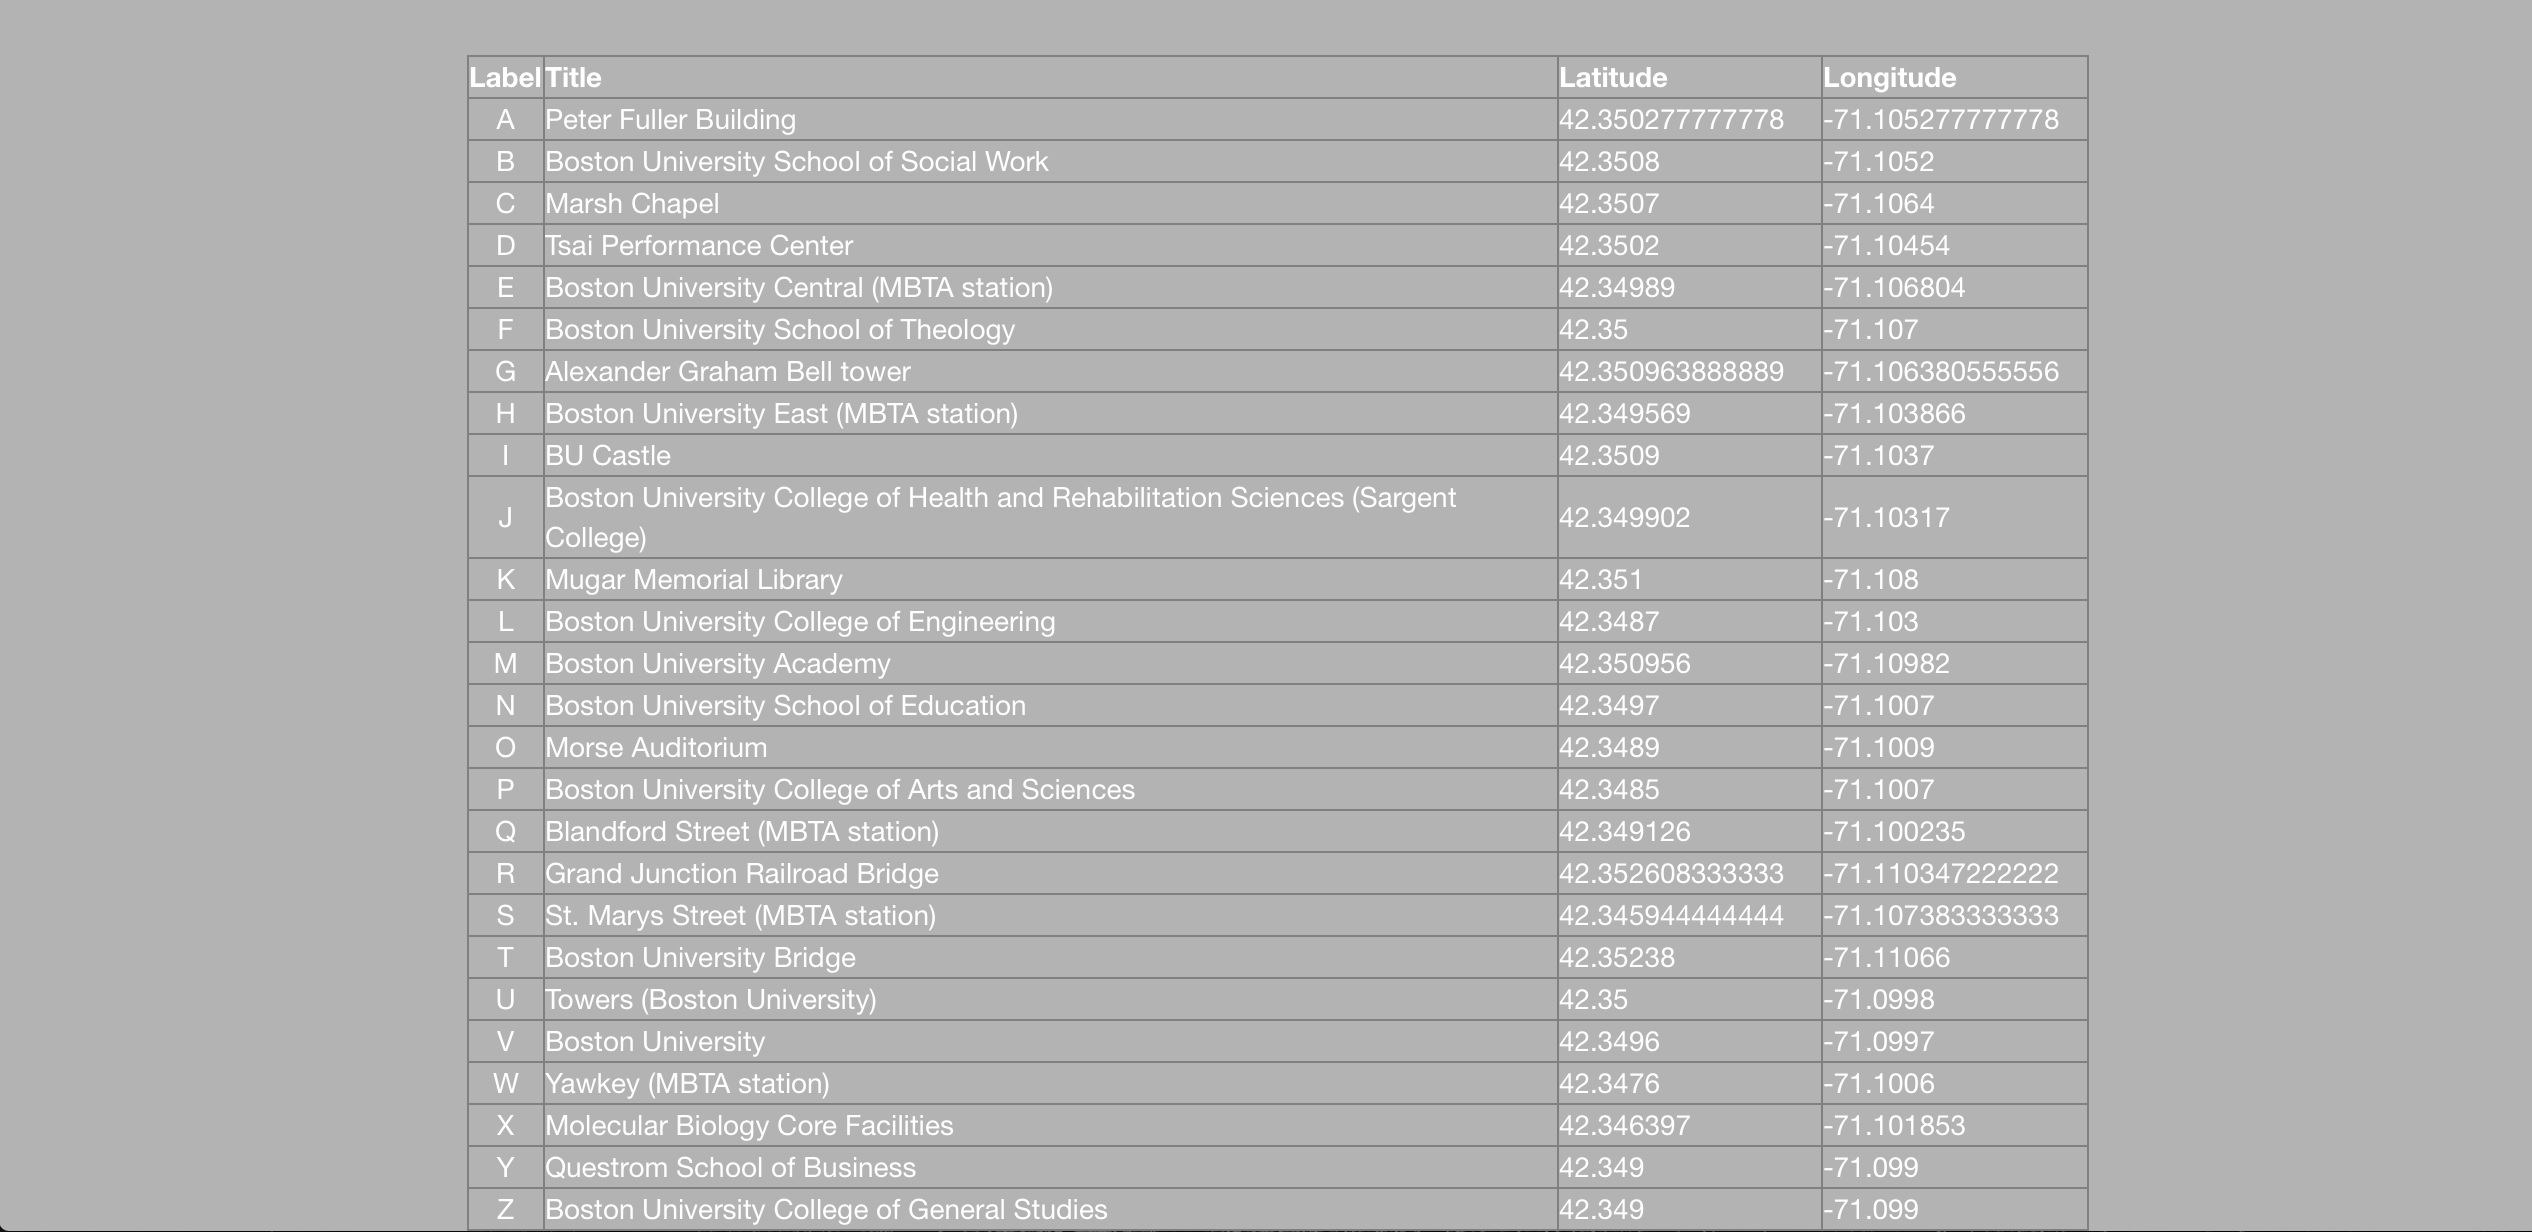 Label Title Latitude Longitude
A Peter Fuller Building 42.350277777778 -71.105277777778
B Boston University School of Social Work 42.3508 -71.1052
C Marsh Chapel 42.3507 -71.1064
D Tsai Performance Center 42.3502 -71.10454
E Boston University Central (MBTA station) 42.34989 -71.106804
F Boston University School of Theology 42.35 -71.107
G Alexander Graham Bell tower 42.350963888889 -71.106380555556
H Boston University East (MBTA station) 42.349569 -71.103866
I BU Castle 42.3509 -71.1037
J Boston University College of Health and Rehabilitation Sciences (Sargent
College) 42.349902 -71.10317
K Mugar Memorial Library 42.351 -71.108
L Boston University College of Engineering 42.3487 -71.103
M Boston University Academy 42.350956 -71.10982
N Boston University School of Education 42.3497 -71.1007
O Morse Auditorium 42.3489 -71.1009
P Boston University College of Arts and Sciences 42.3485 -71.1007
Q Blandford Street (MBTA station) 42.349126 -71.100235
R Grand Junction Railroad Bridge 42.352608333333 -71.110347222222
S St. Marys Street (MBTA station) 42.345944444444 -71.107383333333
T Boston University Bridge 42.35238 -71.11066
U Towers (Boston University) 42.35 -71.0998
V Boston University 42.3496 -71.0997
W Yawkey (MBTA station) 42.3476 -71.1006
X Molecular Biology Core Facilities 42.346397 -71.101853
Y Questrom School of Business 42.349 -71.099
Z Boston University College of General Studies 42.349 -71.099